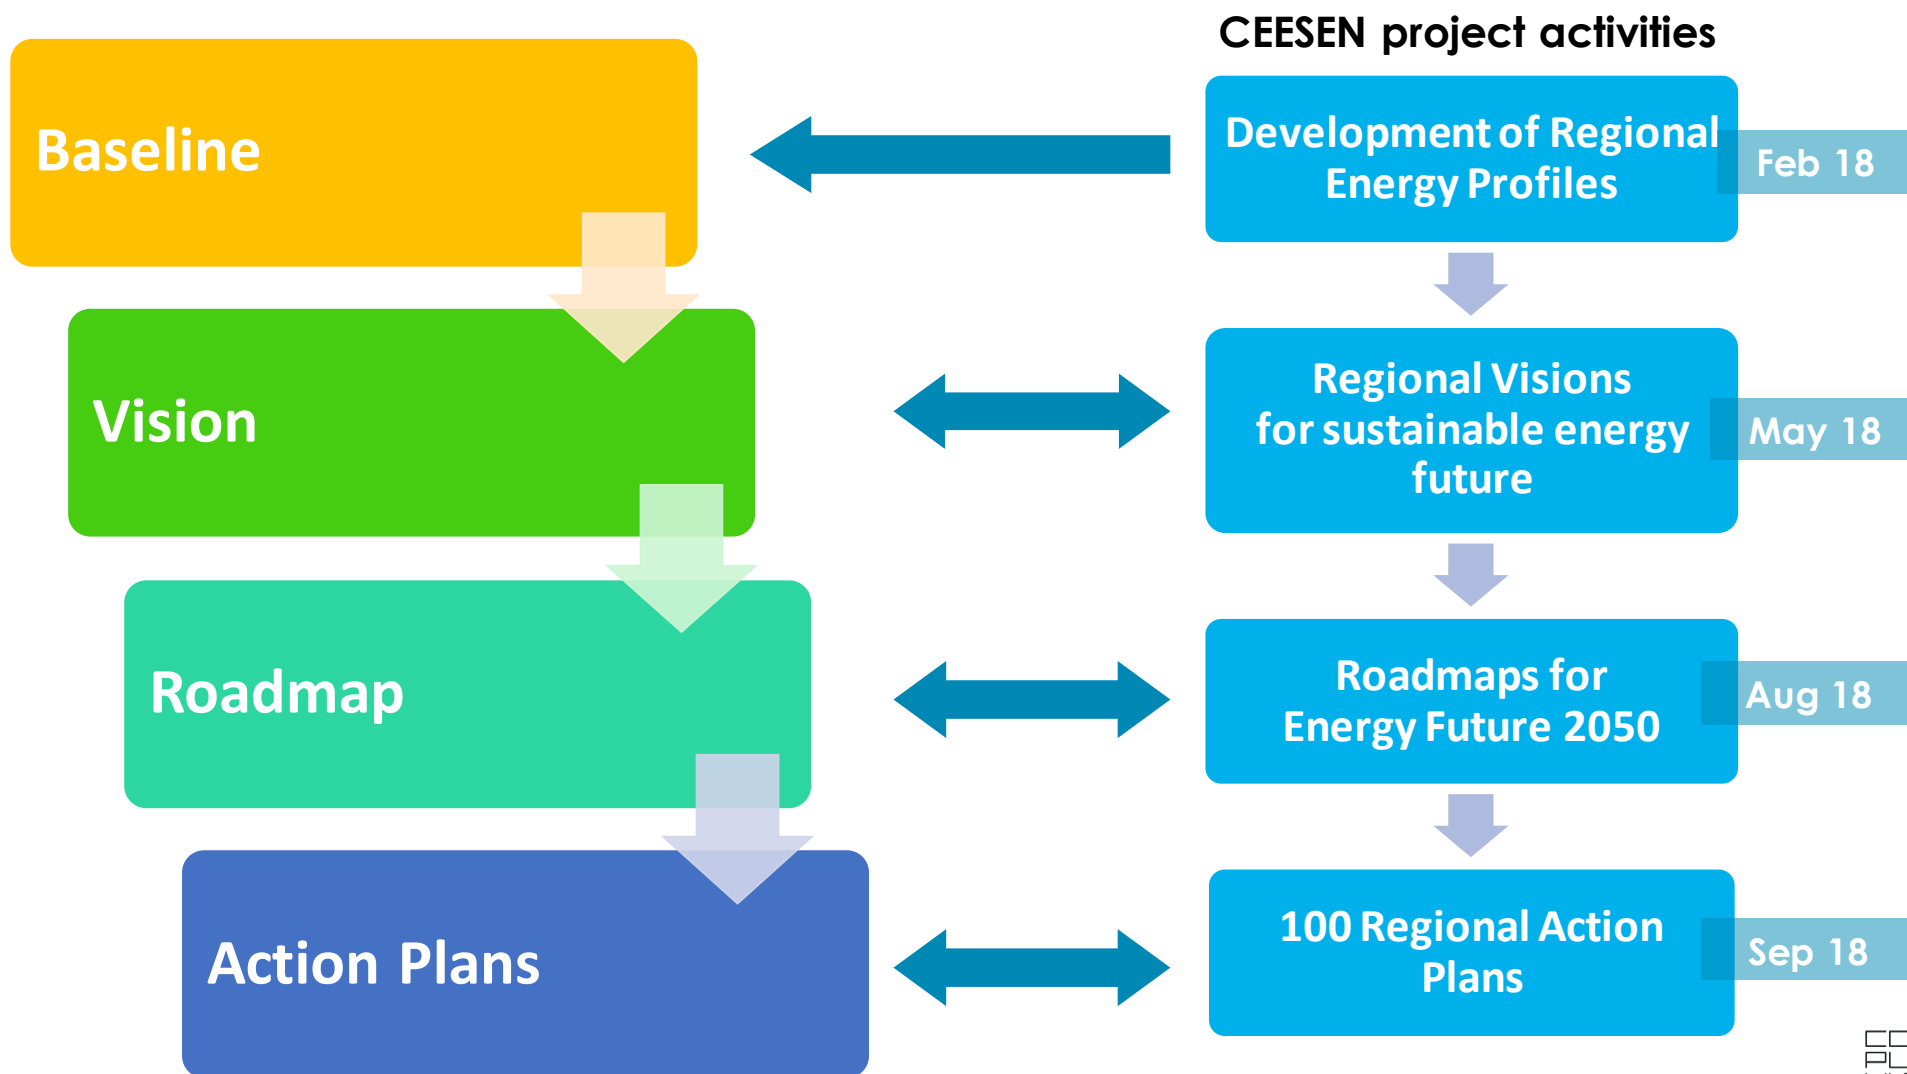 CEESEN project activities
Baseline
Development of Regional
Energy Profiles
Feb 18
Vision
Regional Visions
for sustainable energy
future
May 18
Roadmap
Roadmaps for
Energy Future 2050
Aug 18
Action Plans
100 Regional Action
Plans
Sep 18